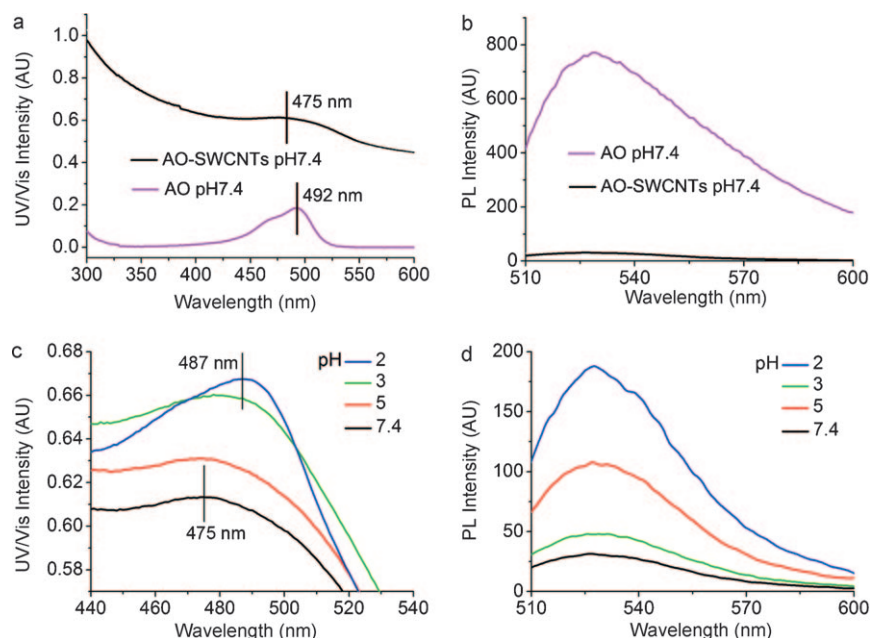 a
UV/Vis Intensity (AU)
1.0
0.8
0.6
0.4
0.2
0.0
475 nm
AO-SWCNTs pH7.4
AO pH7.4
492 nm
300 350 400 450 500 550 600
Wavelength (nm)
b
PL Intensity (AU)
800
600
400
200
0
AO pH7.4
AO-SWCNTs pH7.4
510 540 570 600
Wavelength (nm)
c
UV/Vis Intensity (AU)
0.68
0.66
0.64
0.62
0.60
0.58
487 nm
pH 2
3
5
7.4
475 nm
440 460 480 500 520 540
Wavelength (nm)
d
PL Intensity (AU)
200
150
100
50
0
pH 2
3
5
7.4
510 540 570 600
Wavelength (nm)